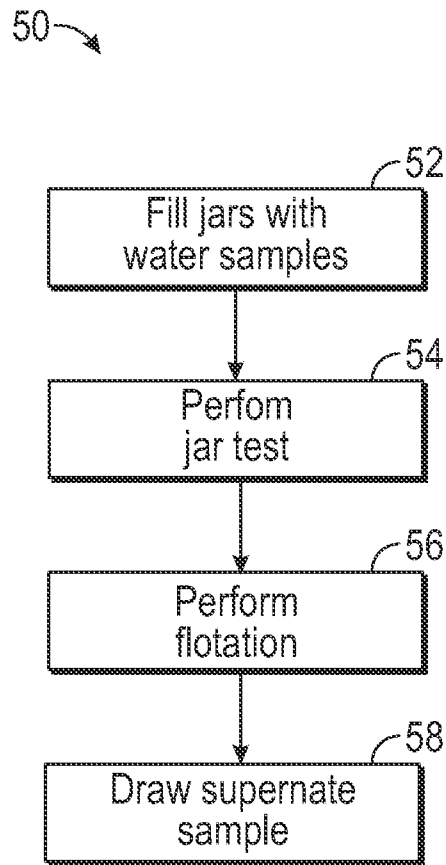 50
52
Fill jars with
water samples
54
Perfom
jar test
56
Perform
flotation
58
Draw supernate
sample